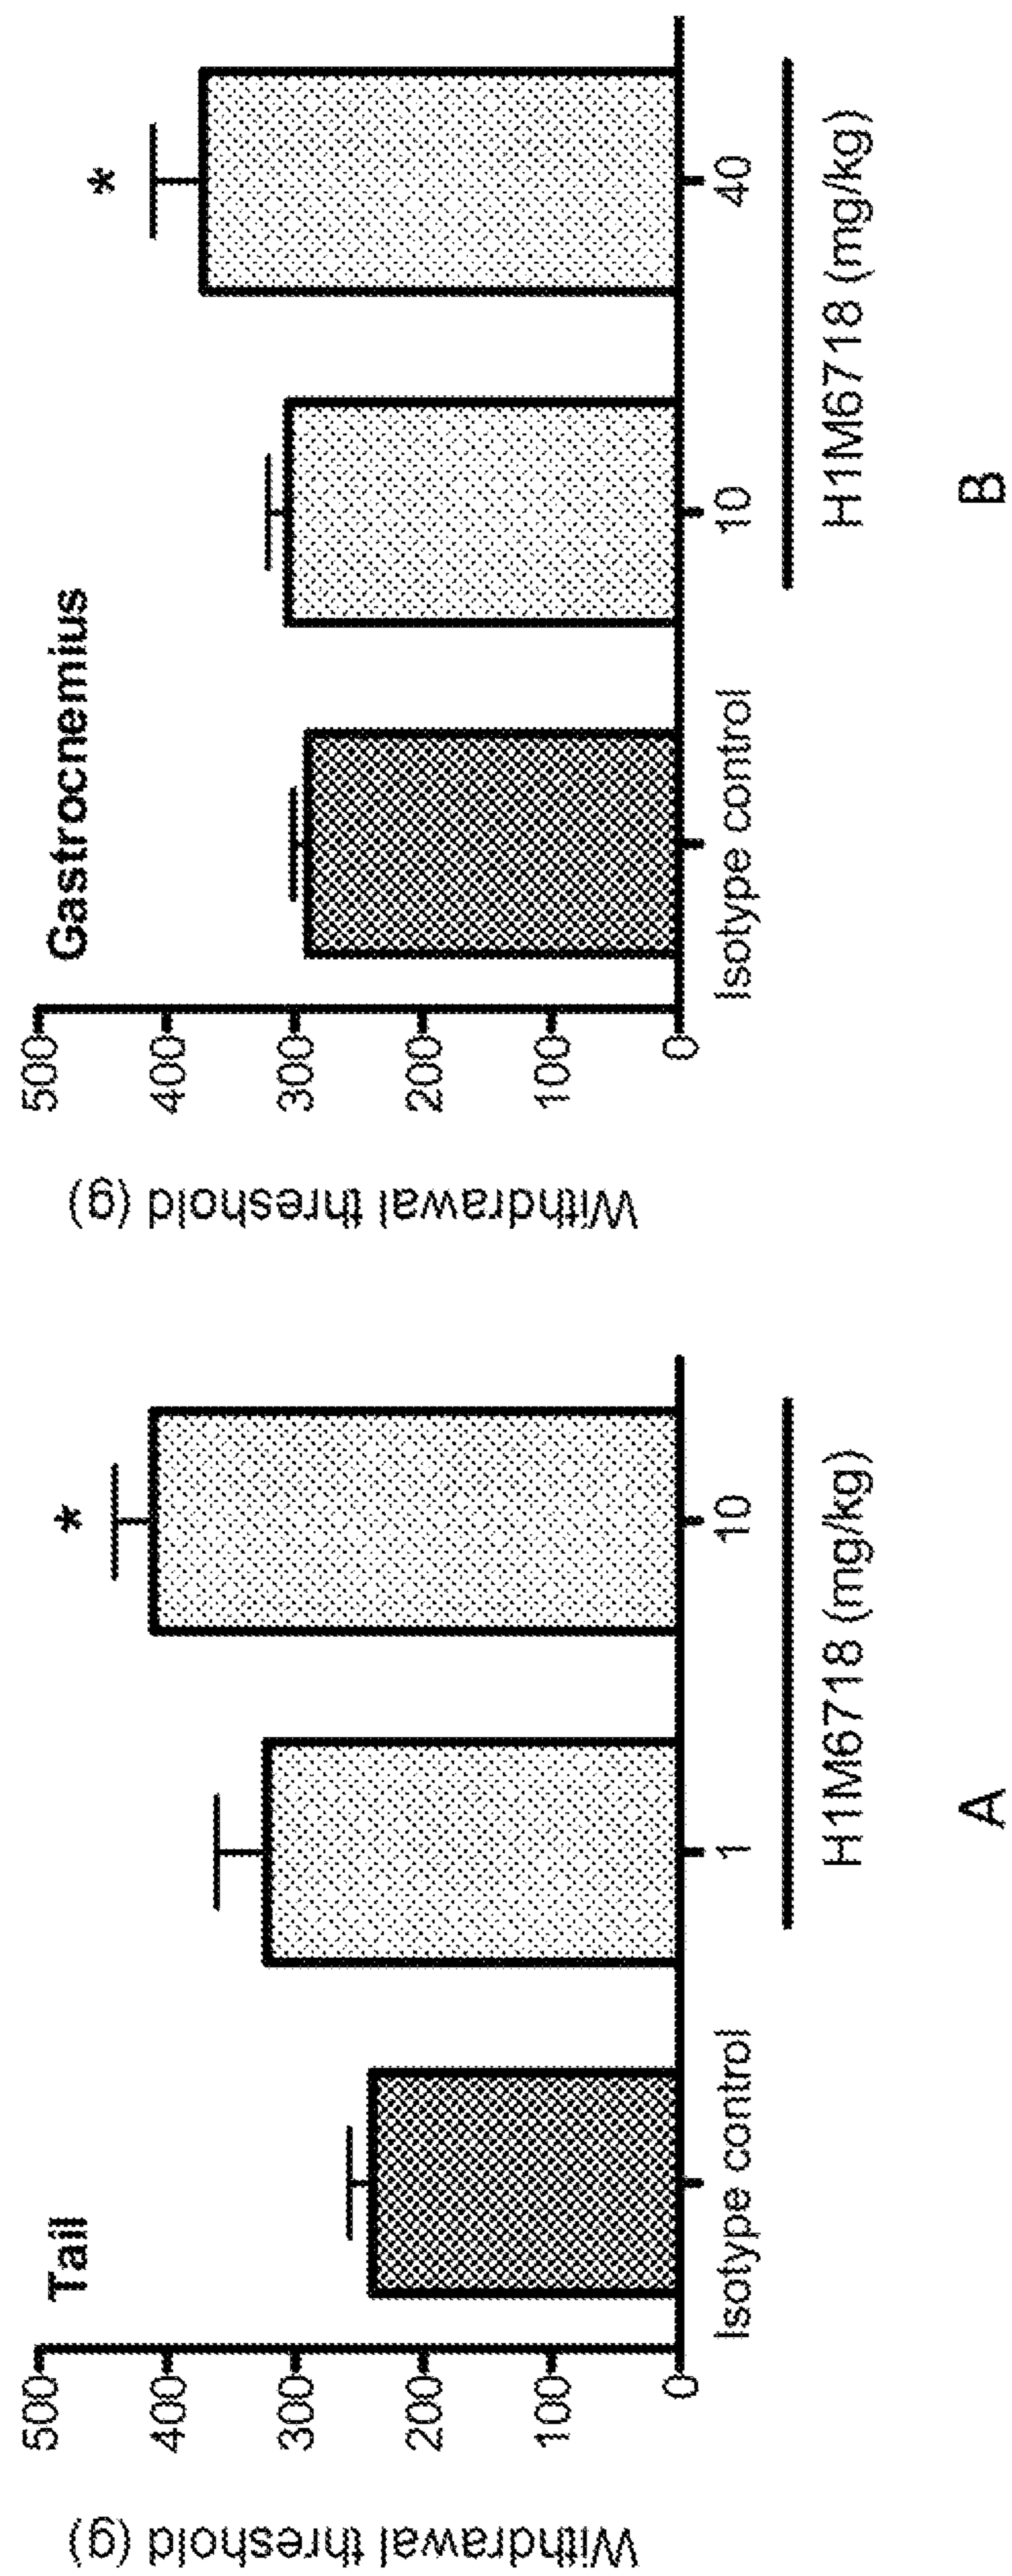 Tail
Withdrawal threshold (g)
500
400
300
200
100
0
Isotype control
1
10
H1M6718 (mg/kg)
A
Gastrocnemius
Withdrawal threshold (g)
500
400
300
200
100
0
Isotype control
10
40
H1M6718 (mg/kg)
B
*
*